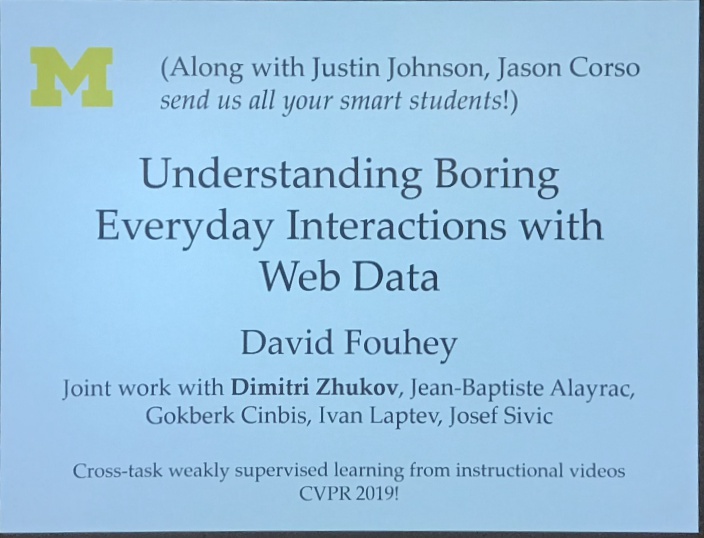 M
(Along with Justin Johnson, Jason Corso
send us all your smart students!)
Understanding Boring
Everyday Interactions with
Web Data
David Fouhey
Joint work with Dimitri Zhukov, Jean-Baptiste Alayrac,
Gokberk Cinbis, Ivan Laptev, Josef Sivic
Cross-task weakly supervised learning from instructional videos
CVPR 2019!